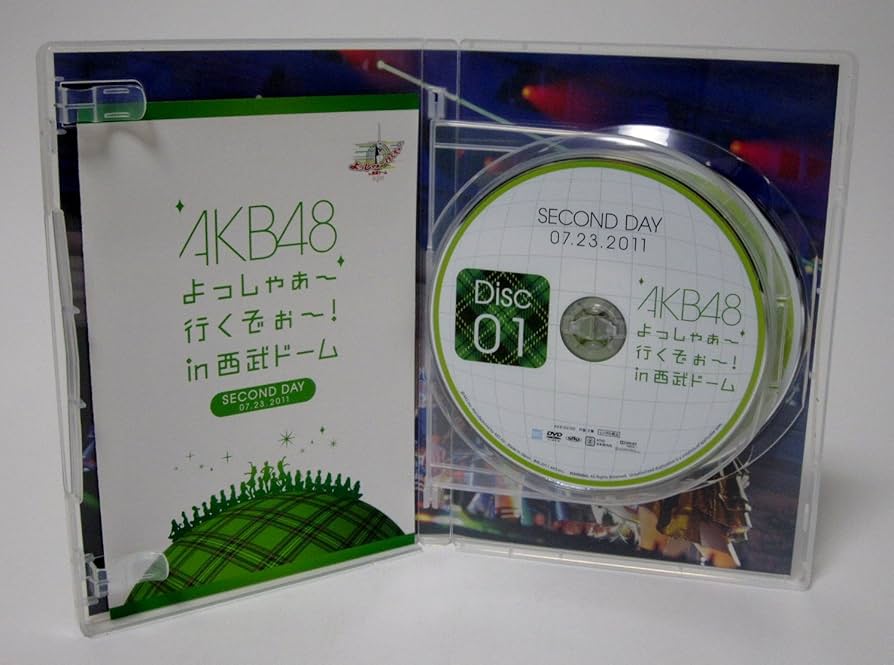 AKB48
よっしゃぁ〜
行くぞぉ〜!
in 西武ドーム
SECOND DAY
07.23.2011
SECOND DAY
07.23.2011
Disc
01
AKB48
よっしゃぁ〜
行くぞぉ〜!
in 西武ドーム
DVD